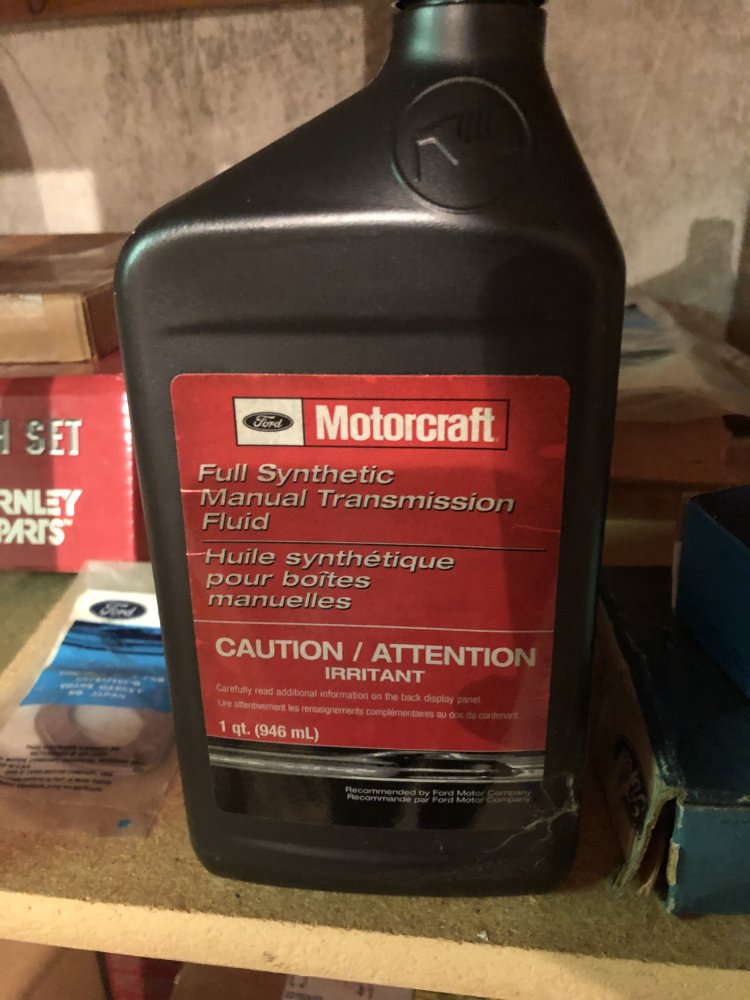 Ford Motorcraft
Full Synthetic
Manual Transmission
Fluid
Huile synthétique
pour boîtes
manuelles
CAUTION / ATTENTION
IRRITANT
Carefully read additional information on the back display panel.
Lire attentivement les renseignements complémentaires au dos du contenant.
1 qt. (946 mL)
Recommended by Ford Motor Company
Recommandé par Ford Motor Company
SET
RNLEY
PARTS™
Ford
JAPAN